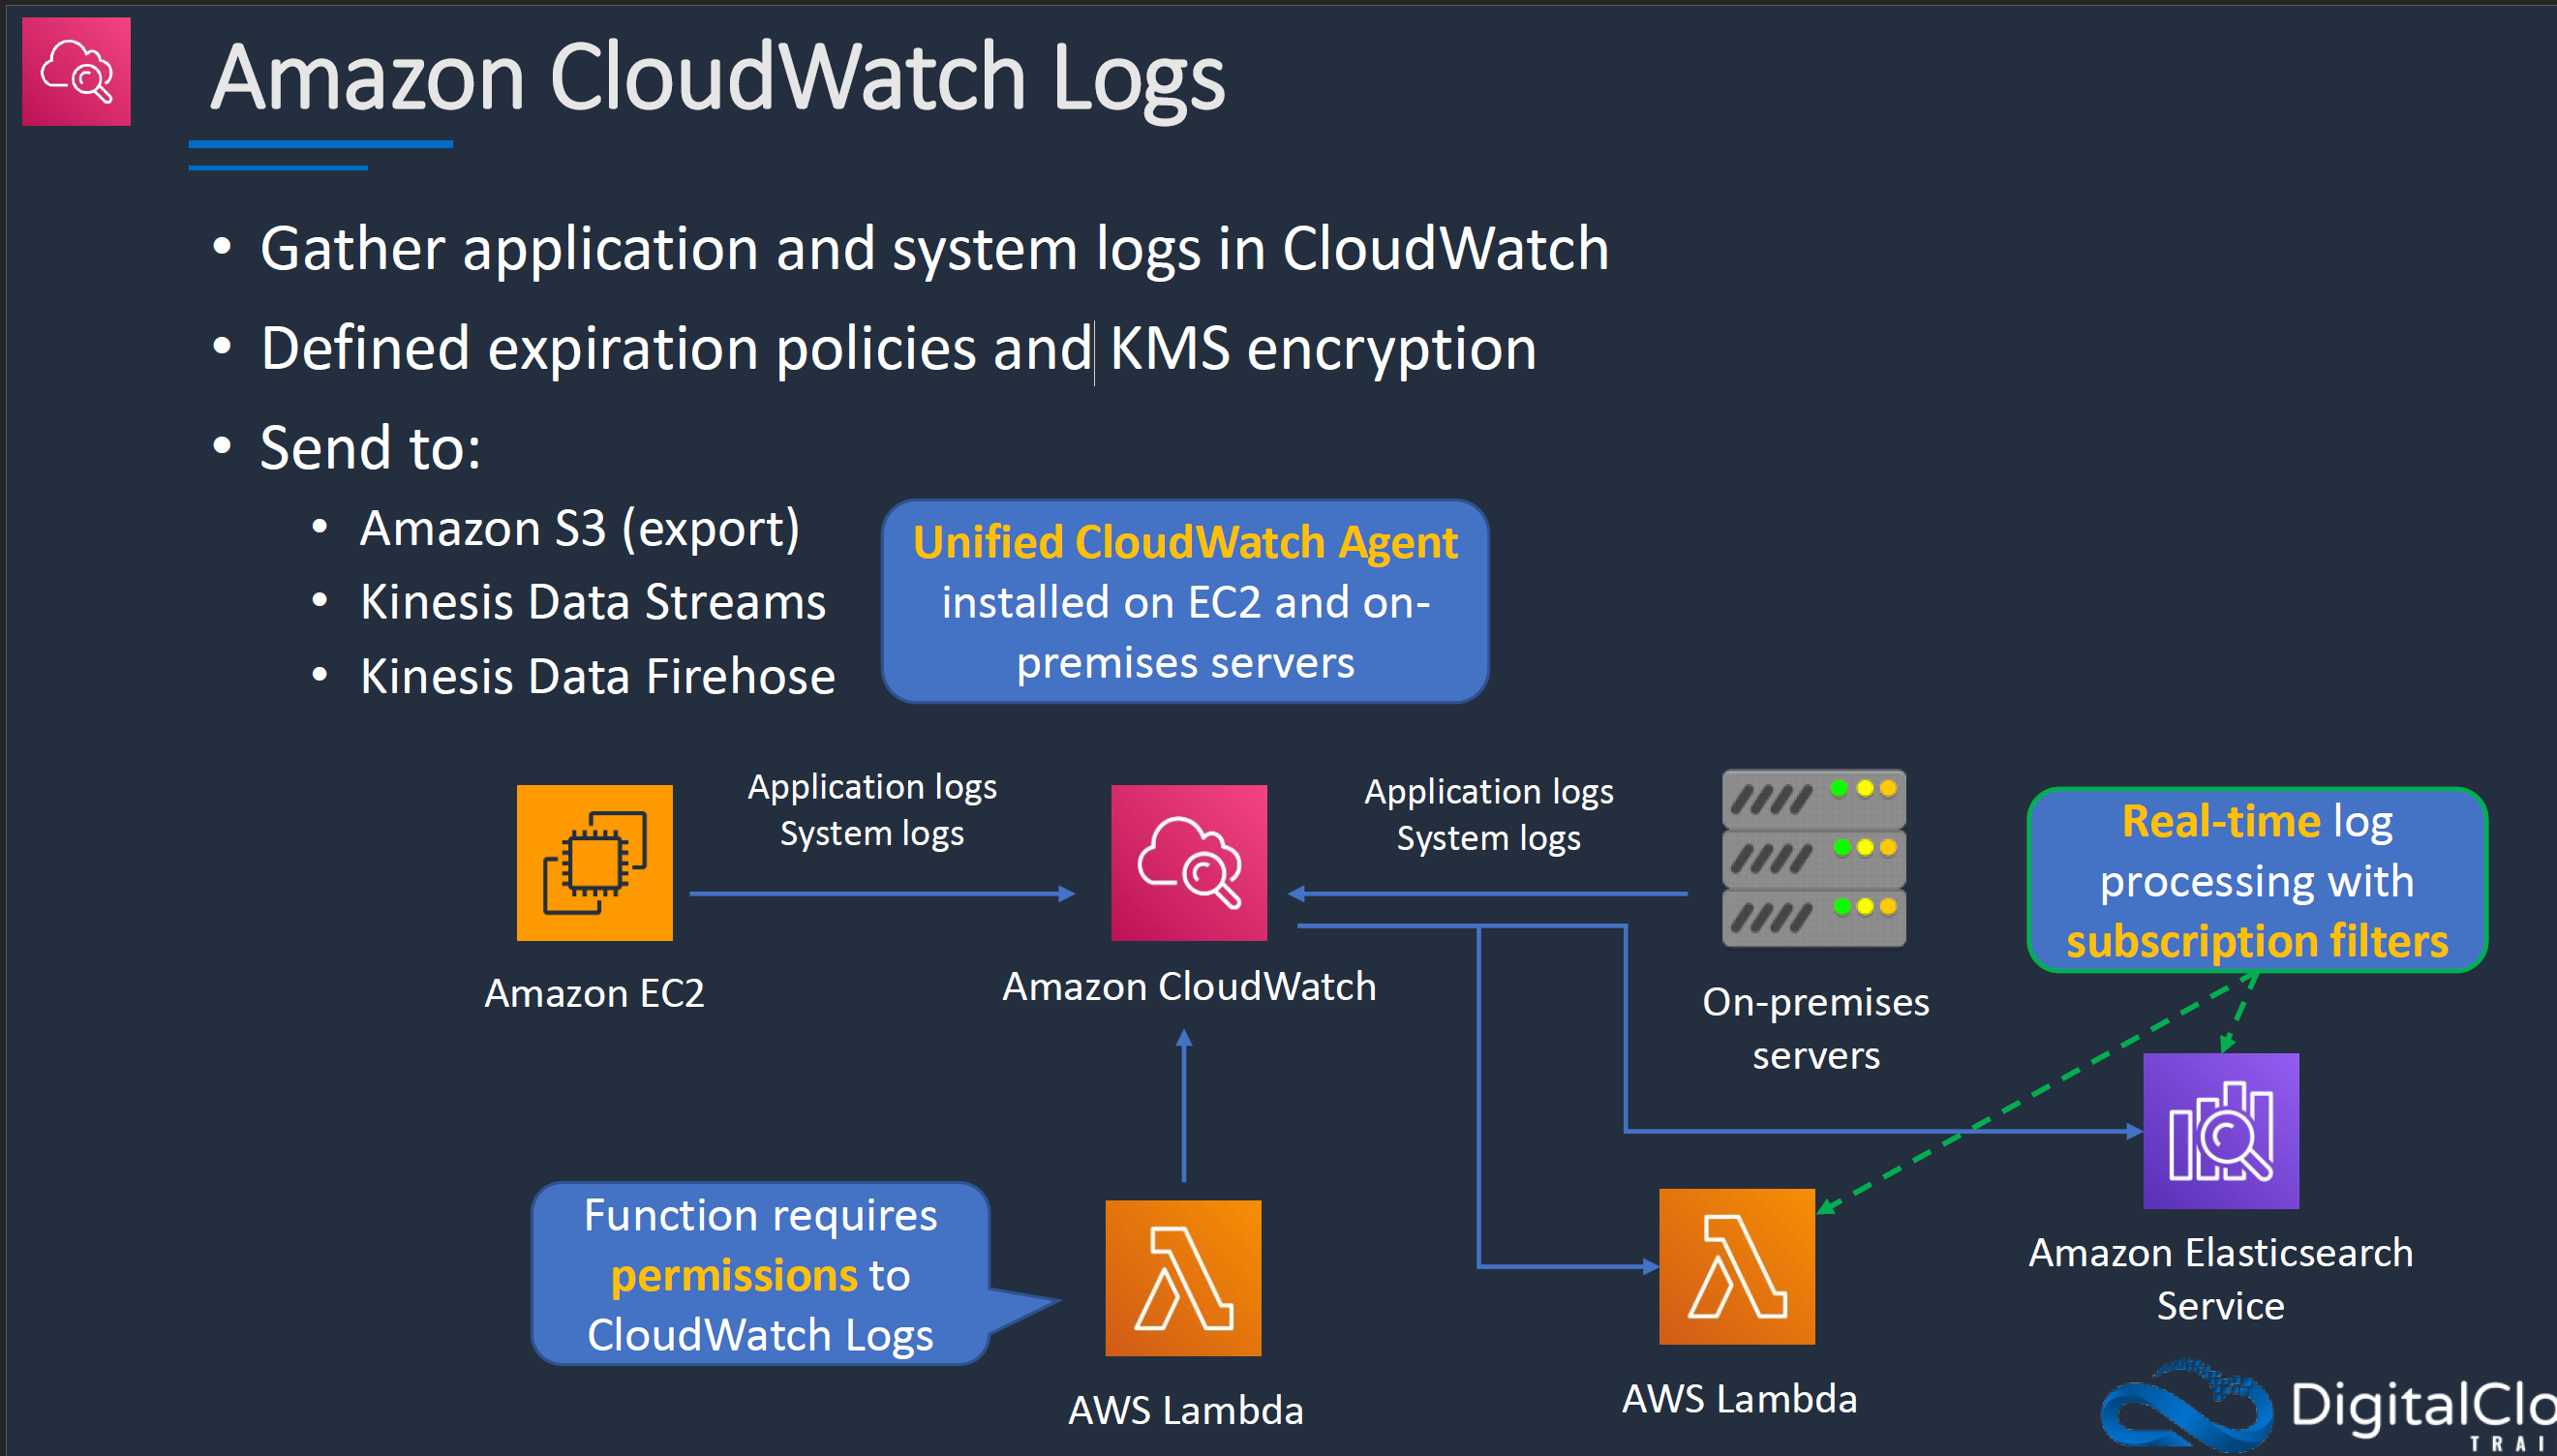 Amazon CloudWatch Logs
• Gather application and system logs in CloudWatch
• Defined expiration policies and KMS encryption
• Send to:
• Amazon S3 (export)
• Kinesis Data Streams
• Kinesis Data Firehose
Unified CloudWatch Agent
installed on EC2 and on-
premises servers
Application logs
System logs
Application logs
System logs
Real-time log
processing with
subscription filters
Amazon EC2
Amazon CloudWatch
On-premises
servers
Function requires
permissions to
CloudWatch Logs
AWS Lambda
AWS Lambda
Amazon Elasticsearch
Service
DigitalClo
TRAI